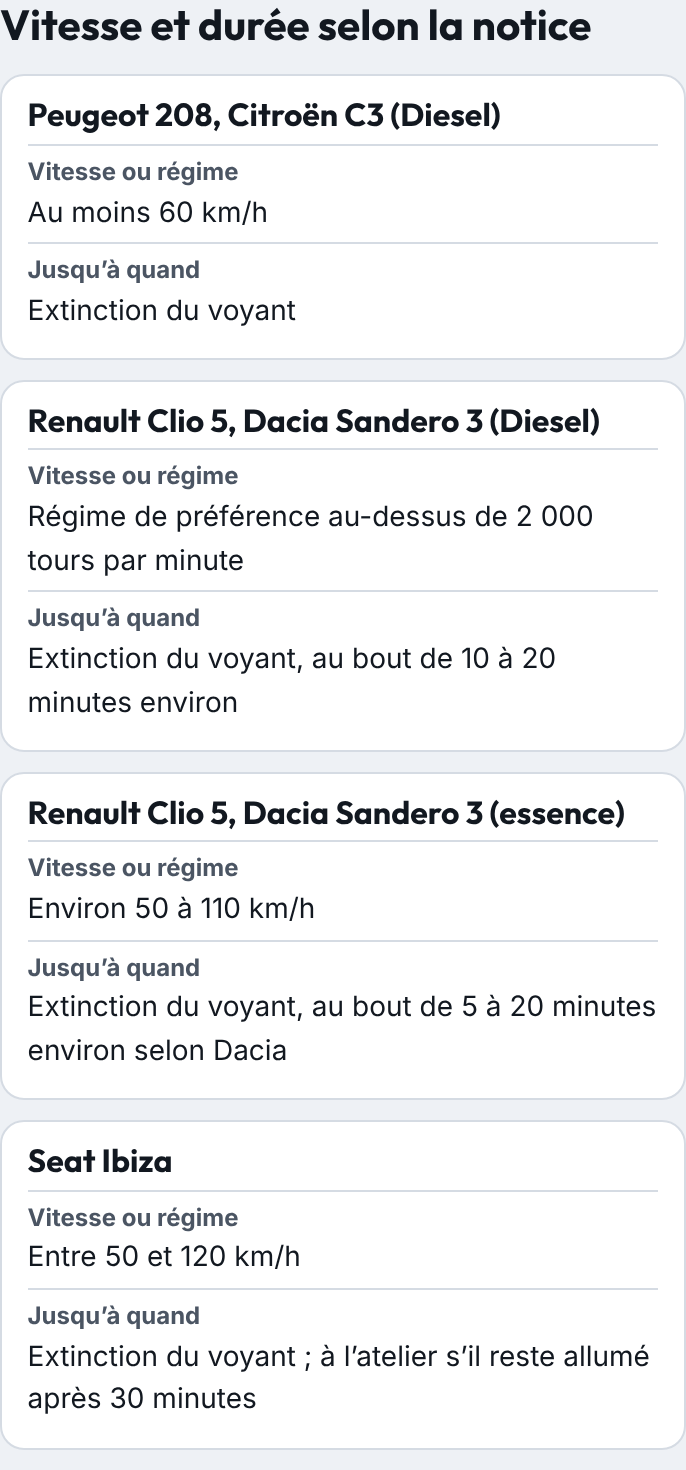 Vitesse et durée selon la notice
Peugeot 208, Citroën C3 (Diesel)
Vitesse ou régime
Au moins 60 km/h
Jusqu’à quand
Extinction du voyant
Renault Clio 5, Dacia Sandero 3 (Diesel)
Vitesse ou régime
Régime de préférence au-dessus de 2 000
tours par minute
Jusqu’à quand
Extinction du voyant, au bout de 10 à 20
minutes environ
Renault Clio 5, Dacia Sandero 3 (essence)
Vitesse ou régime
Environ 50 à 110 km/h
Jusqu’à quand
Extinction du voyant, au bout de 5 à 20 minutes
environ selon Dacia
Seat Ibiza
Vitesse ou régime
Entre 50 et 120 km/h
Jusqu’à quand
Extinction du voyant ; à l’atelier s’il reste allumé
après 30 minutes